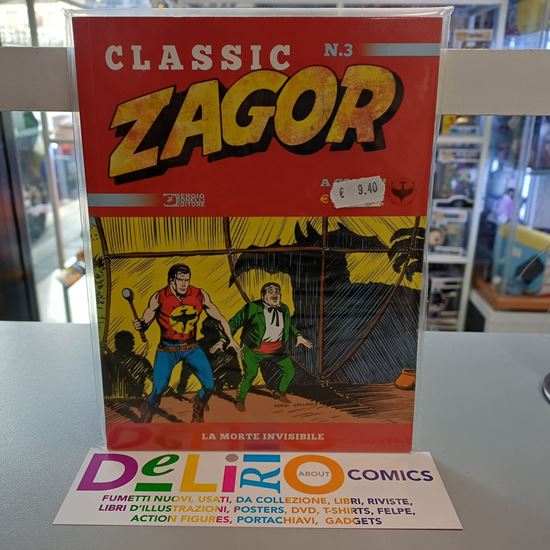 CLASSIC
N.3
ZAGOR
SERGIO
BONELLI
EDITORE
A
€
€ 9.40
LA MORTE INVISIBILE
DeLiRiO
ABOUT
COMICS
FUMETTI NUOVI, USATI, DA COLLEZIONE, LIBRI, RIVISTE,
LIBRI D'ILLUSTRAZIONI, POSTERS, DVD, T-SHIRTS, FELPE,
ACTION FIGURES, PORTACHIAVI, GADGETS